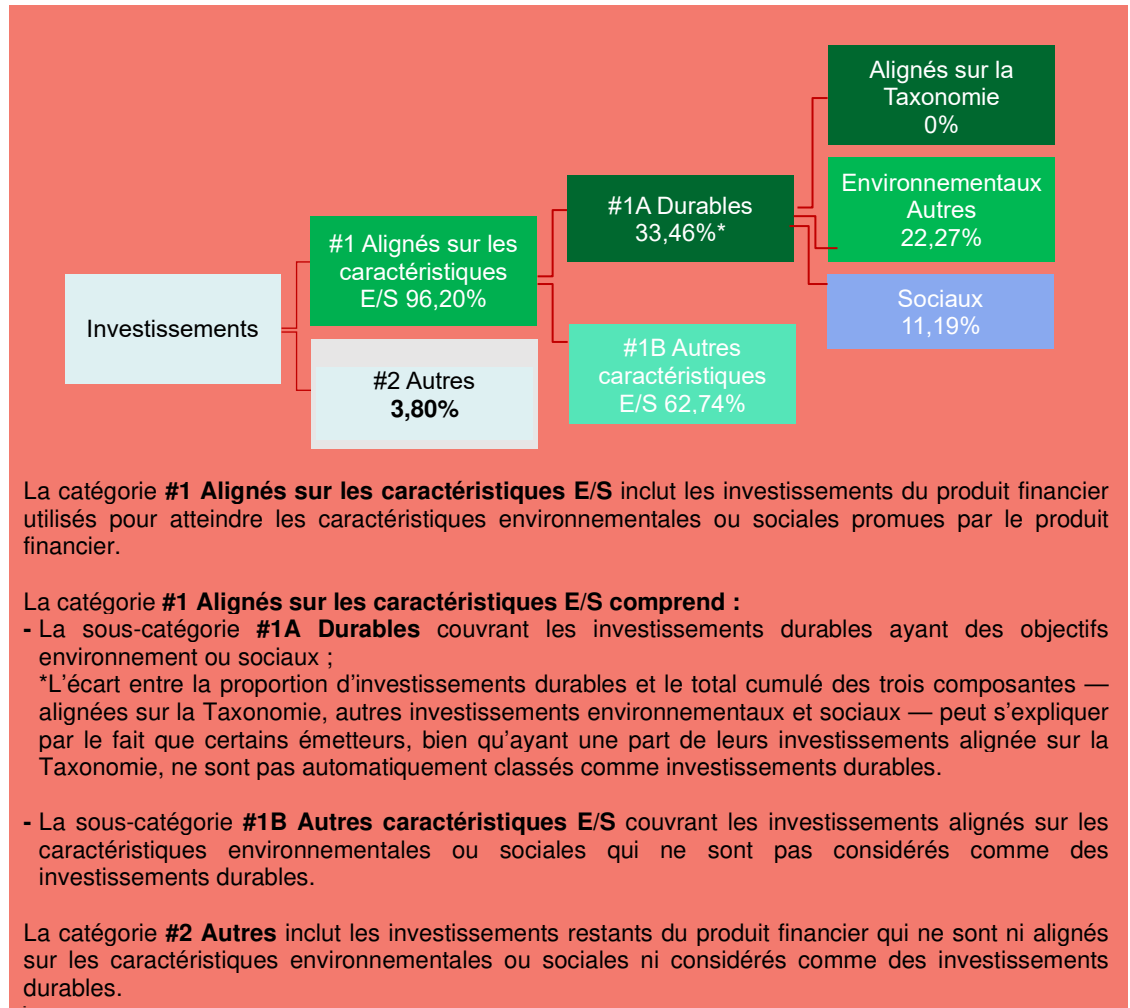 Alignés sur la
Taxonomie
0%
Environnementaux
Autres
22,27%
Sociaux
11,19%
#1A Durables
33,46%*
#1B Autres
caractéristiques
E/S 62,74%
#1 Alignés sur les
caractéristiques
E/S 96,20%
#2 Autres
3,80%
Investissements
La catégorie #1 Alignés sur les caractéristiques E/S inclut les investissements du produit financier
utilisés pour atteindre les caractéristiques environnementales ou sociales promues par le produit
financier.
La catégorie #1 Alignés sur les caractéristiques E/S comprend :
- La sous-catégorie #1A Durables couvrant les investissements durables ayant des objectifs
environnement ou sociaux ;
*L’écart entre la proportion d’investissements durables et le total cumulé des trois composantes —
alignées sur la Taxonomie, autres investissements environnementaux et sociaux — peut s’expliquer
par le fait que certains émetteurs, bien qu’ayant une part de leurs investissements alignée sur la
Taxonomie, ne sont pas automatiquement classés comme investissements durables.
- La sous-catégorie #1B Autres caractéristiques E/S couvrant les investissements alignés sur les
caractéristiques environnementales ou sociales qui ne sont pas considérés comme des
investissements durables.
La catégorie #2 Autres inclut les investissements restants du produit financier qui ne sont ni alignés
sur les caractéristiques environnementales ou sociales ni considérés comme des investissements
durables.